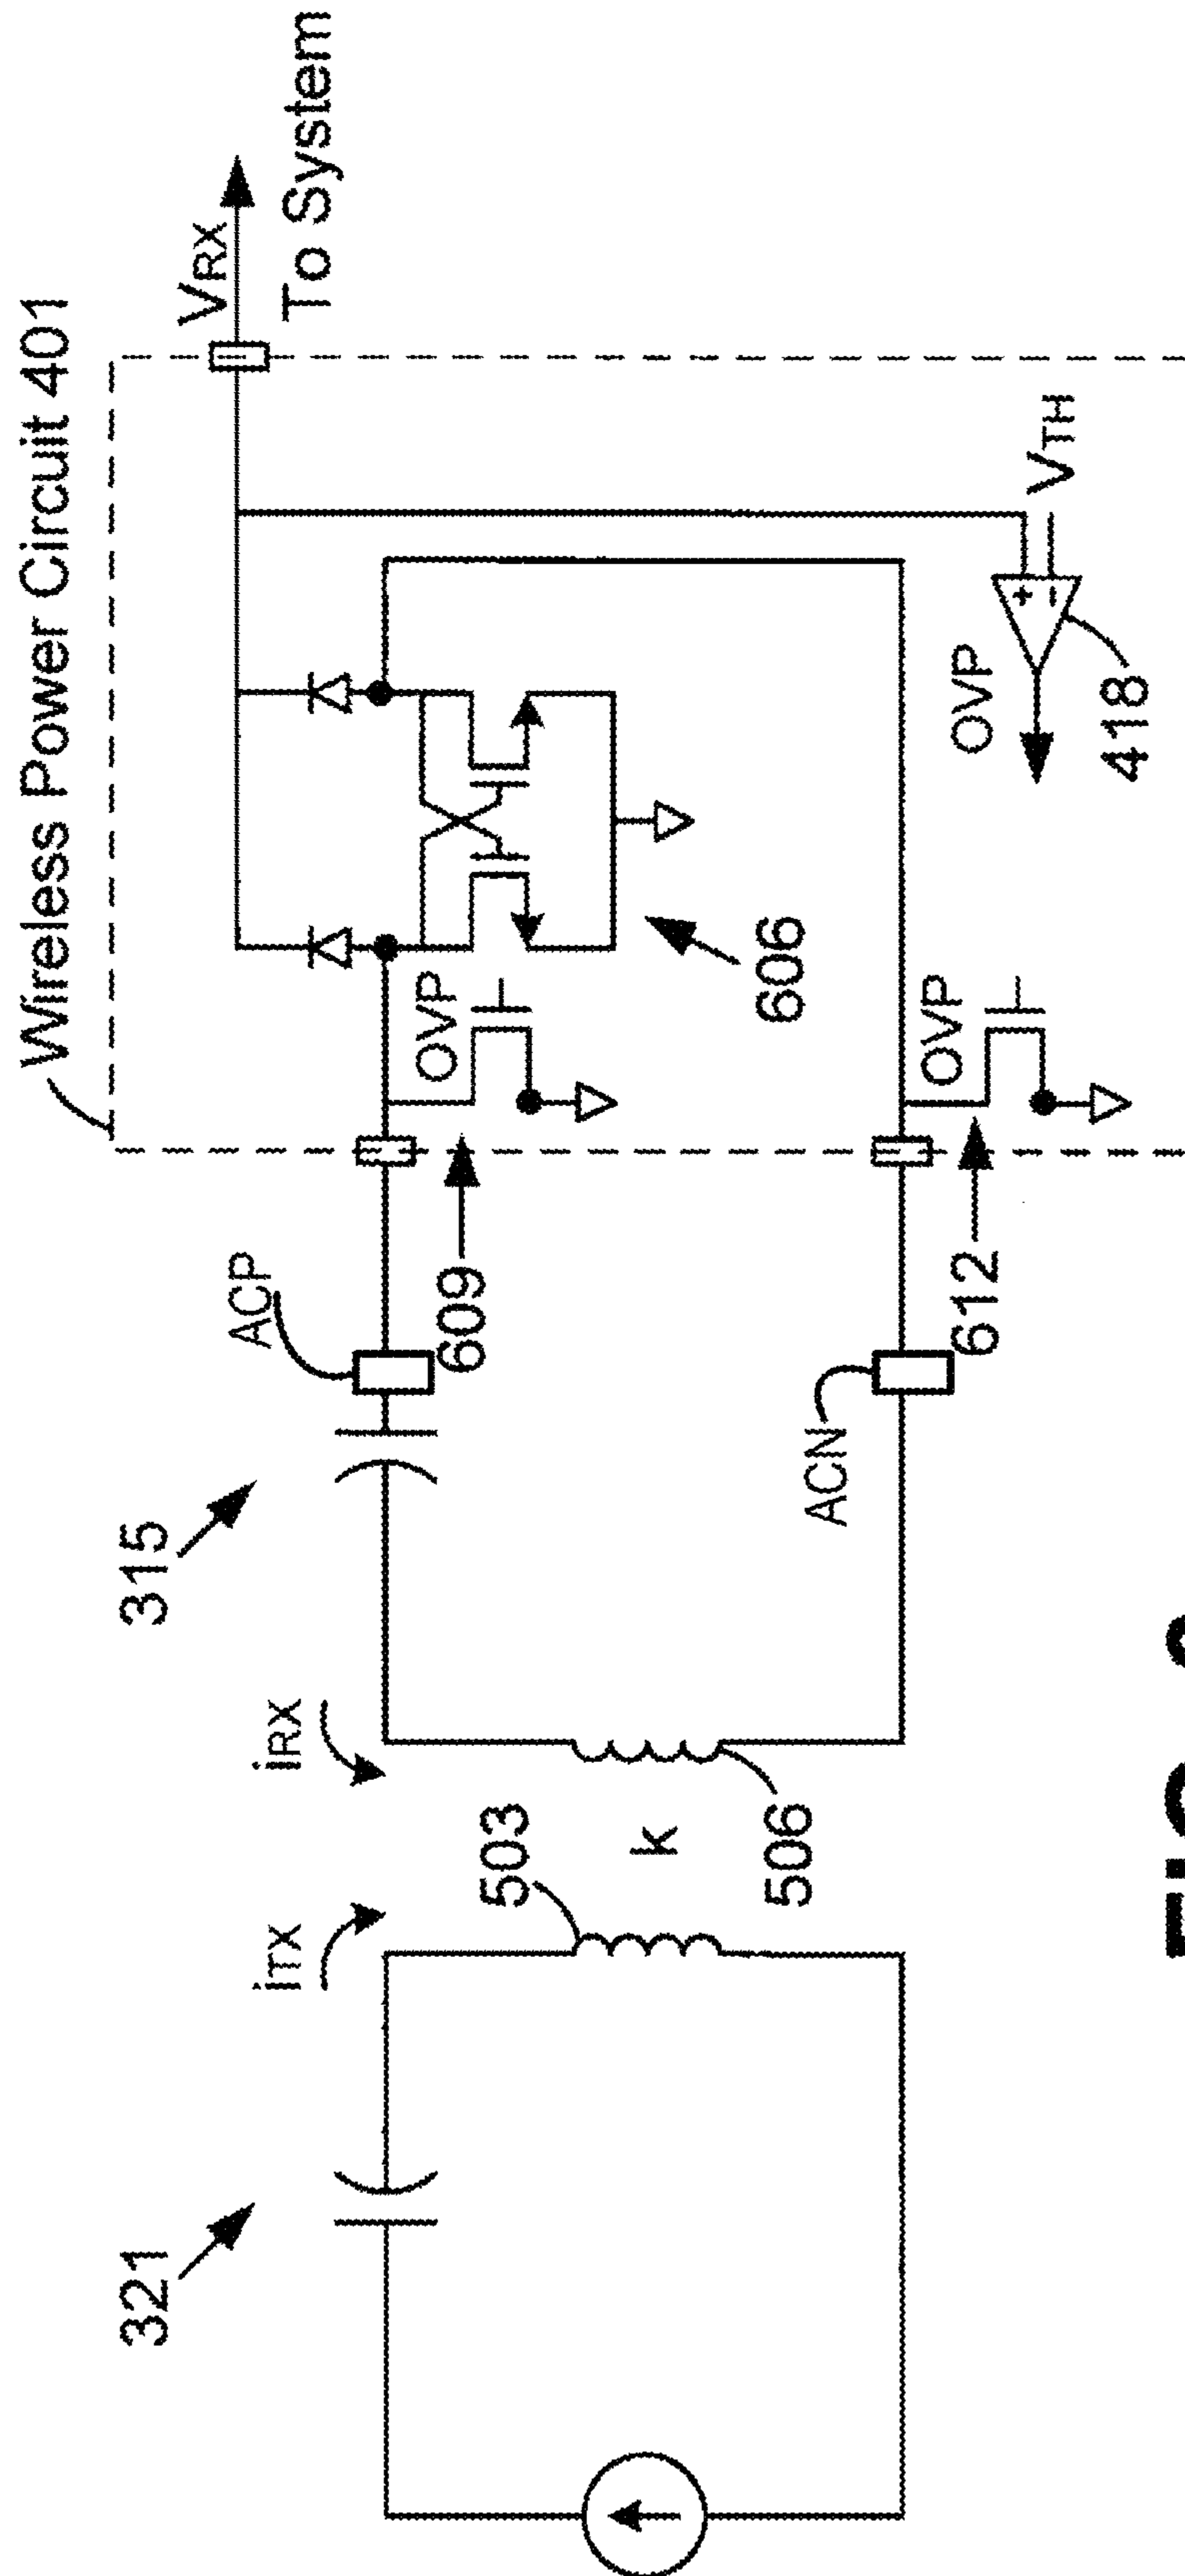 Wireless Power Circuit 401
VRX
To System
321
315
iTX
iRX
ACP
503
k
506
609
OVP
606
OVP
418
VTH
+
−
ACN
612
OVP